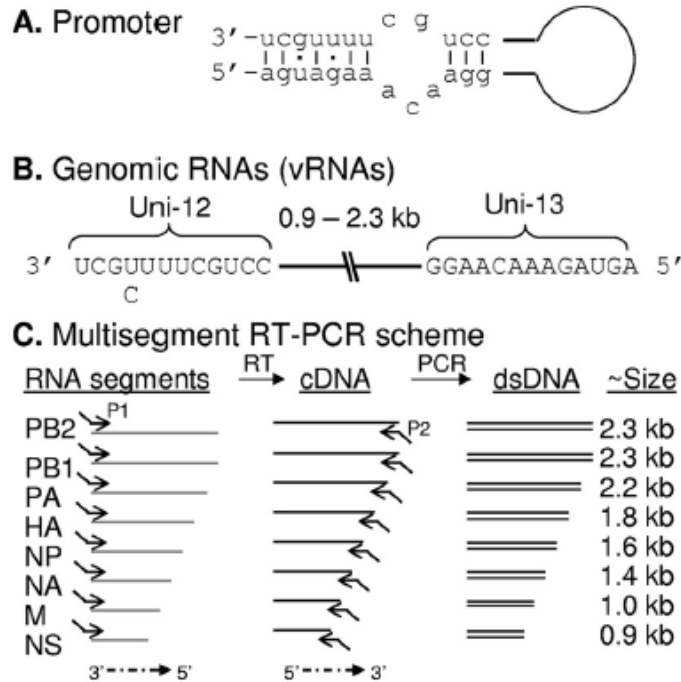 A. Promoter
c g
3'-ucguuuu ucc
5'-aguagaa agg
a c a
B. Genomic RNAs (vRNAs)
Uni-12 0.9 – 2.3 kb Uni-13
3' UCGUUUUCGUCC GGAACAAAGAUGA 5'
C
C. Multisegment RT-PCR scheme
RNA segments RT cDNA PCR dsDNA ~Size
P1
PB2 P2 2.3 kb
PB1 2.3 kb
PA 2.2 kb
HA 1.8 kb
NP 1.6 kb
NA 1.4 kb
M 1.0 kb
NS 0.9 kb
3' 5' 5' 3'